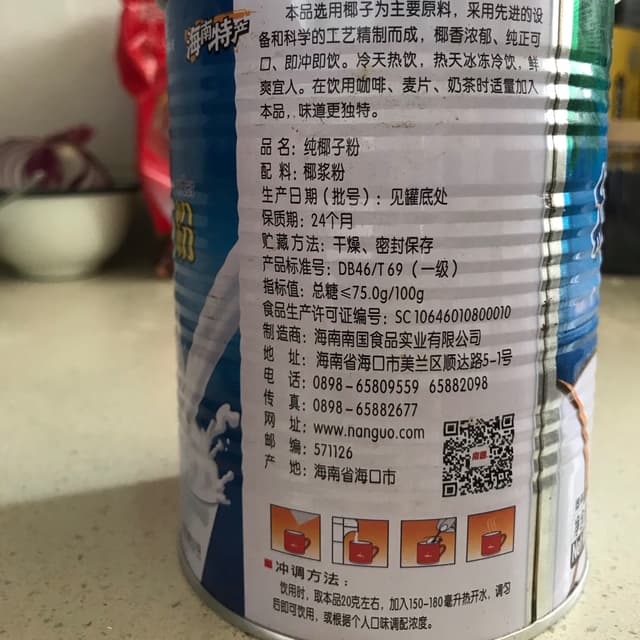 海南特产
本品选用椰子为主要原料，采用先进的设
备和科学的工艺精制而成，椰香浓郁、纯正可
口、即冲即饮。冷天热饮，热天冰冻冷饮，鲜
爽宜人。在饮用咖啡、麦片、奶茶时适量加入
本品，味道更独特。
品 名：纯椰子粉
配 料：椰浆粉
生产日期（批号）：见罐底处
保质期：24个月
贮藏方法：干燥、密封保存
产品标准号：DB46/T 69（一级）
指标值：总糖≤75.0g/100g
食品生产许可证编号：SC 10646010800010
制造商：海南南国食品实业有限公司
地 址：海南省海口市美兰区顺达路5-1号
电 话：0898-65809559 65882098
传 真：0898-65882677
网 址：www.nanguo.com
邮 编：571126
产 地：海南省海口市
南国
■冲调方法：
饮用时，取本品20克左右，加入150-180毫升热开水，调匀
后即可饮用，或根据个人口味调配浓度。